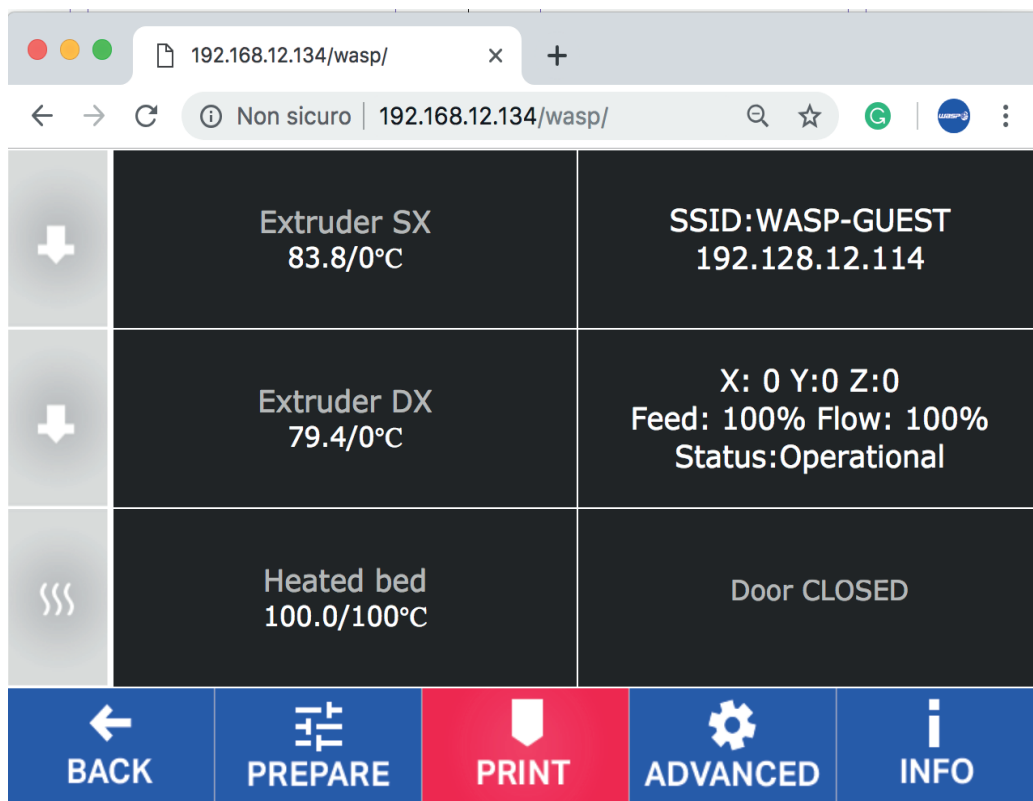 192.168.12.134/wasp/
Non sicuro | 192.168.12.134/wasp/
Extruder SX
83.8/0°C
SSID:WASP-GUEST
192.128.12.114
Extruder DX
79.4/0°C
X: 0 Y:0 Z:0
Feed: 100% Flow: 100%
Status:Operational
Heated bed
100.0/100°C
Door CLOSED
BACK
PREPARE
PRINT
ADVANCED
INFO